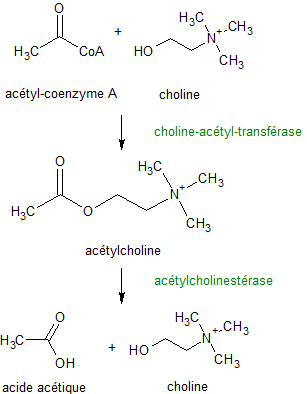 O
+
H₃C
CoA
HO
N⁺
CH₃
CH₃
CH₃
acétyl-coenzyme A
choline
choline-acétyl-transférase
O
H₃C
O
H₃C
N⁺
CH₃
CH₃
acétylcholine
acétylcholinestérase
H₃C
O
OH
+
HO
H₃C
N⁺
CH₃
CH₃
acide acétique
choline